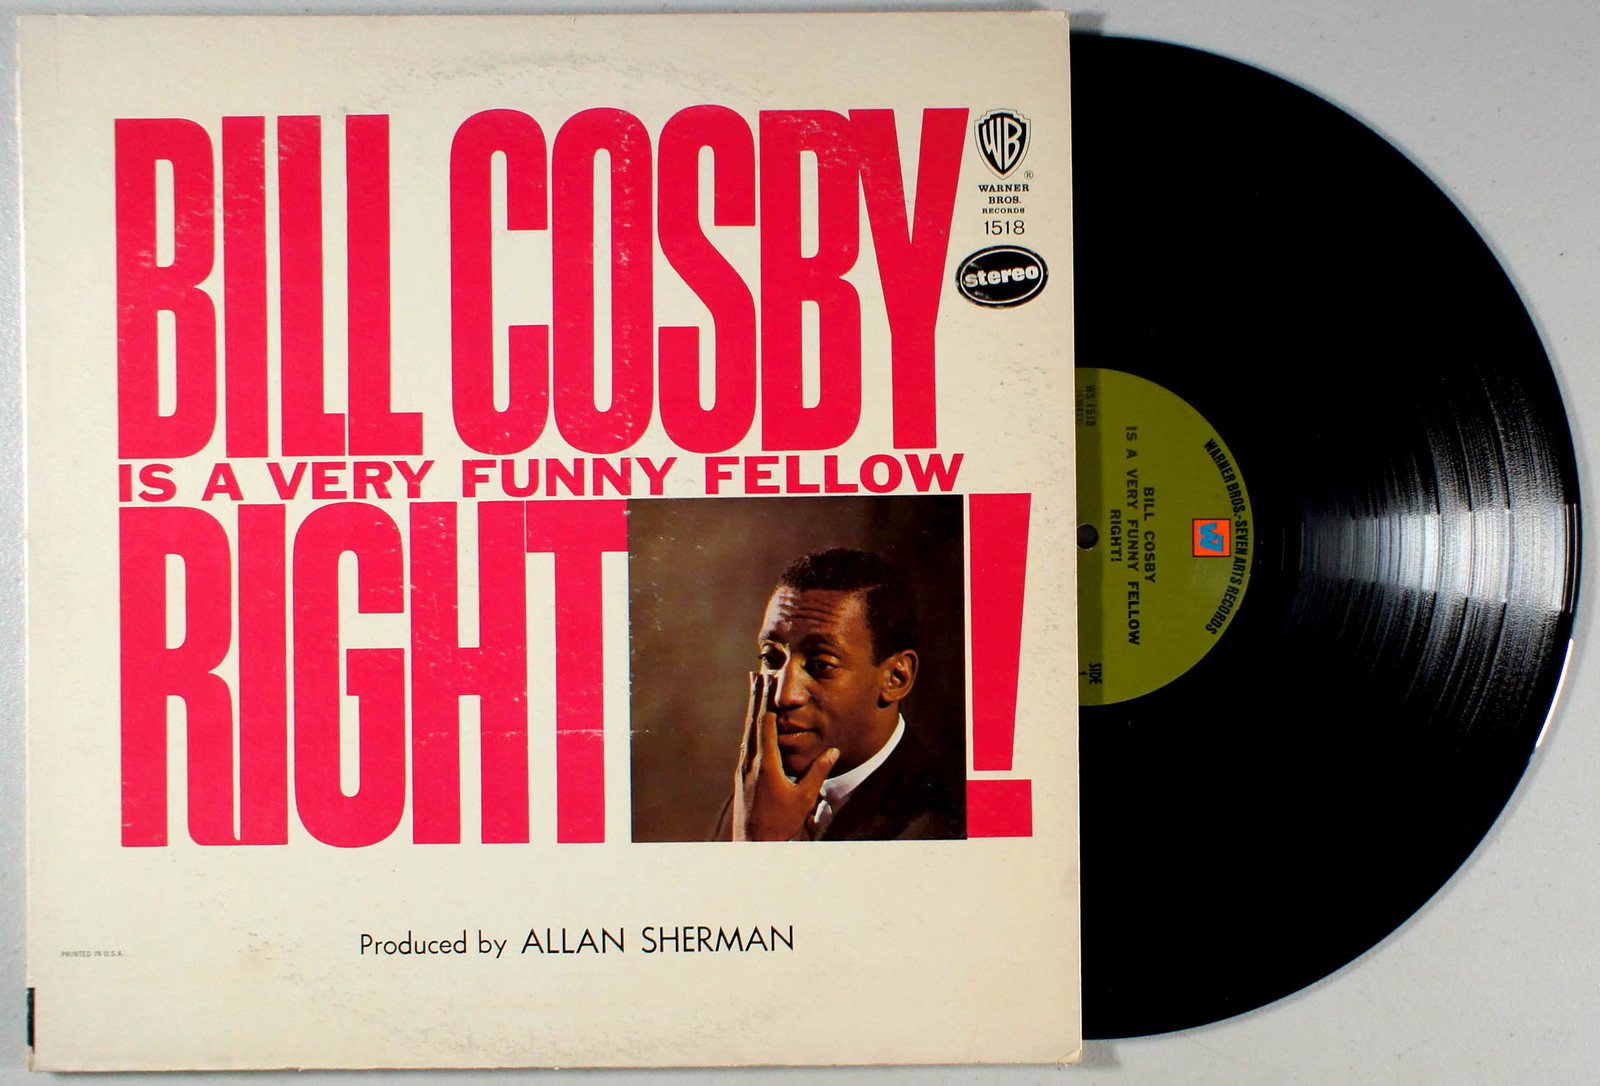 BILL COSBY
IS A VERY FUNNY FELLOW
RIGHT!
WB
®
WARNER
BROS.
RECORDS
1518
stereo
Produced by ALLAN SHERMAN
PRINTED IN U.S.A.
WARNER BROS.-SEVEN ARTS RECORDS
W
BILL COSBY
IS A VERY FUNNY FELLOW
RIGHT!
WS 1518
SIDE
1